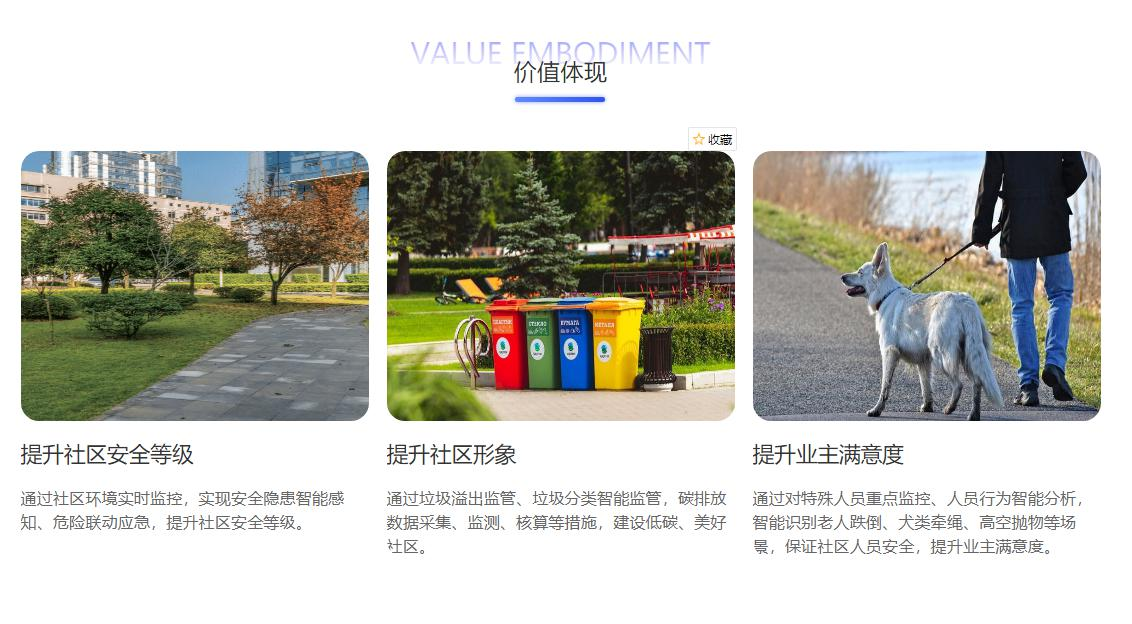 VALUE EMBODIMENT
价值体现
收藏
ПЛАСТИК
СТЕКЛО
БУМАГА
МЕТАЛЛ
提升社区安全等级
提升社区形象
提升业主满意度
通过社区环境实时监控，实现安全隐患智能感
知、危险联动应急，提升社区安全等级。
通过垃圾溢出监管、垃圾分类智能监管，碳排放
数据采集、监测、核算等措施，建设低碳、美好
社区。
通过对特殊人员重点监控、人员行为智能分析，
智能识别老人跌倒、犬类牵绳、高空抛物等场
景，保证社区人员安全，提升业主满意度。